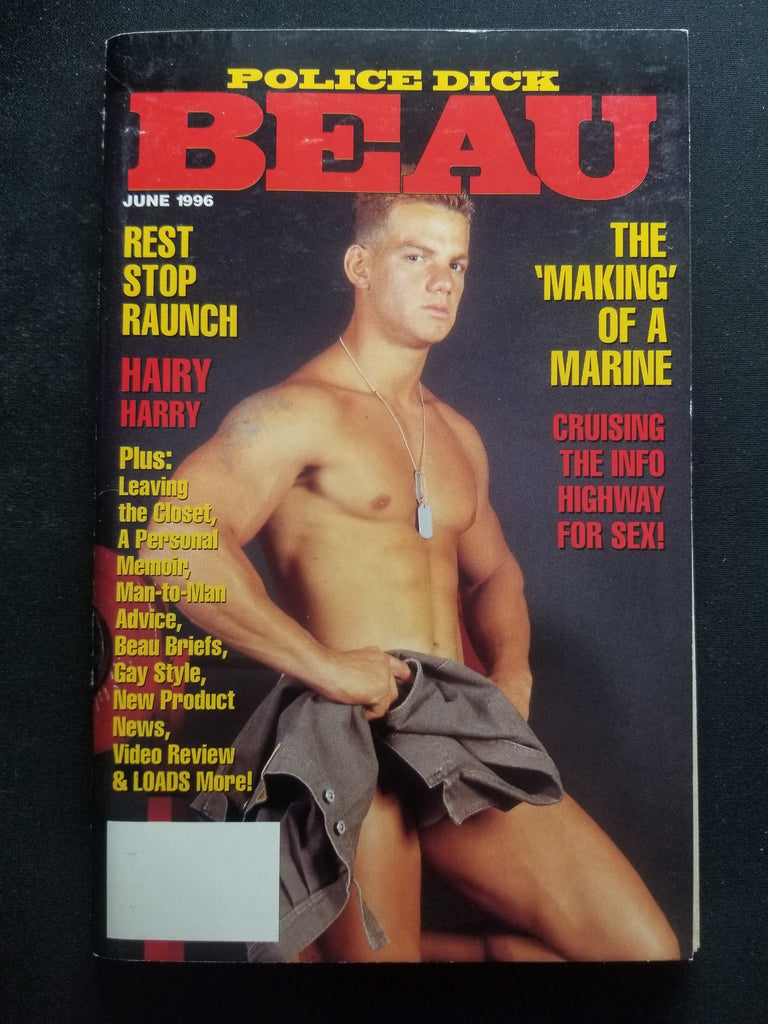 POLICE DICK
BEAU
JUNE 1996
REST
STOP
RAUNCH
HAIRY
HARRY
Plus:
Leaving
the Closet,
A Personal
Memoir,
Man-to-Man
Advice,
Beau Briefs,
Gay Style,
New Product
News,
Video Review
& LOADS More!
THE
'MAKING'
OF A
MARINE
CRUISING
THE INFO
HIGHWAY
FOR SEX!